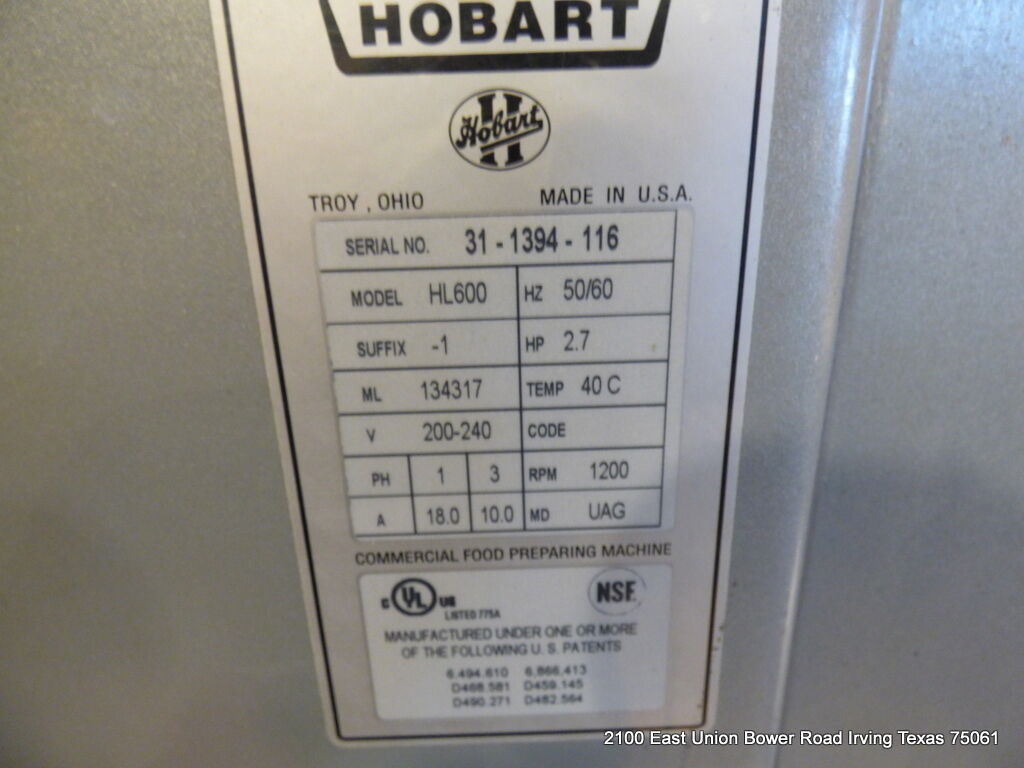 HOBART
Hobart
TROY , OHIO MADE IN U.S.A.
SERIAL NO. 31 - 1394 - 116
MODEL HL600 HZ 50/60
SUFFIX -1 HP 2.7
ML 134317 TEMP 40 C
V 200-240 CODE
PH 1 3 RPM 1200
A 18.0 10.0 MD UAG
COMMERCIAL FOOD PREPARING MACHINE
C UL US NSF
LISTED 775A
MANUFACTURED UNDER ONE OR MORE
OF THE FOLLOWING U. S. PATENTS
6,494,610 6,866,413
D468.581 D459.145
D490.271 D482.564
2100 East Union Bower Road Irving Texas 75061